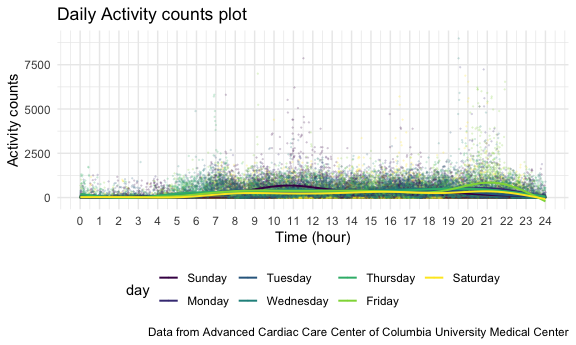 Daily Activity counts plot
Activity counts
7500
5000
2500
0
0 1 2 3 4 5 6 7 8 9 10 11 12 13 14 15 16 17 18 19 20 21 22 23 24
Time (hour)
day
Sunday Tuesday Thursday Saturday
Monday Wednesday Friday
Data from Advanced Cardiac Care Center of Columbia University Medical Center